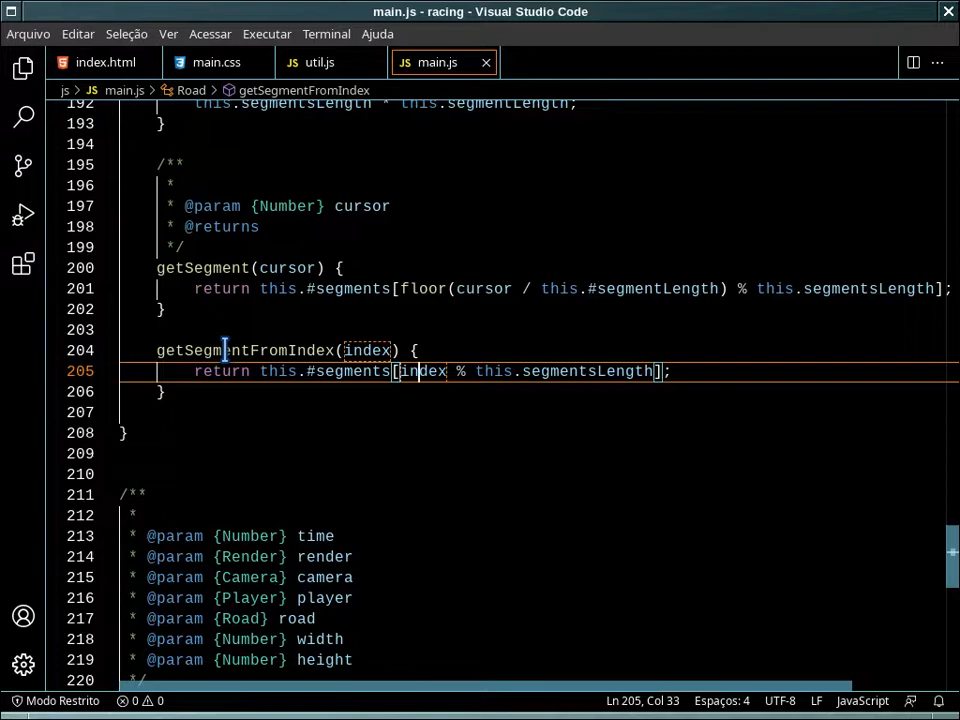 main.js - racing - Visual Studio Code
Arquivo Editar Seleção Ver Acessar Executar Terminal Ajuda
index.html main.css JS util.js JS main.js
js > JS main.js > Road > getSegmentFromIndex
192 this.segmentsLength * this.segmentLength;
193 }
194
195 /**
196 *
197 * @param {Number} cursor
198 * @returns
199 */
200 getSegment(cursor) {
201 return this.#segments[floor(cursor / this.#segmentLength) % this.segmentsLength];
202 }
203
204 getSegmentFromIndex(index) {
205 return this.#segments[index % this.segmentsLength];
206 }
207
208 }
209
210
211 /**
212 *
213 * @param {Number} time
214 * @param {Render} render
215 * @param {Camera} camera
216 * @param {Player} player
217 * @param {Road} road
218 * @param {Number} width
219 * @param {Number} height
220 */
Modo Restrito 0 0 Ln 205, Col 33 Espaços: 4 UTF-8 LF JavaScript